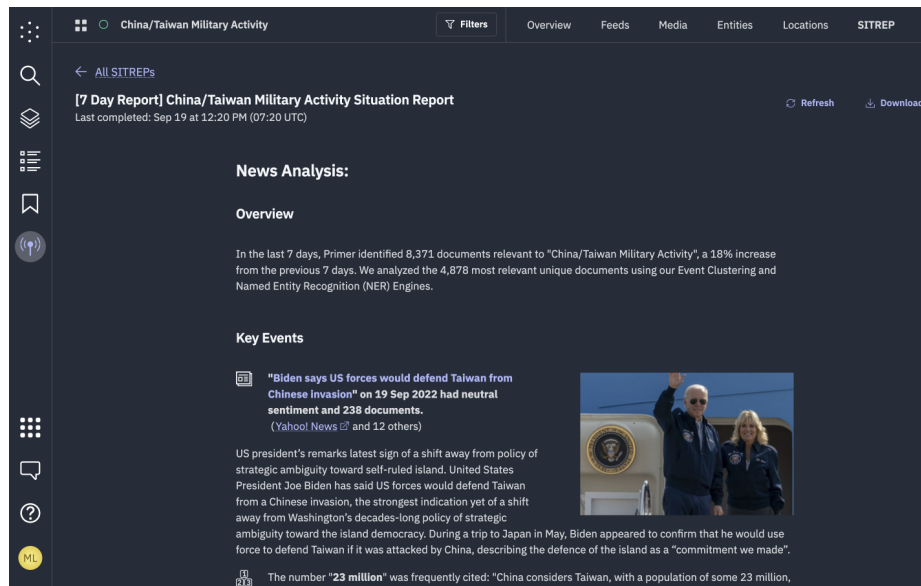 China/Taiwan Military Activity
Filters
Overview
Feeds
Media
Entities
Locations
SITREP
← All SITREPs
[7 Day Report] China/Taiwan Military Activity Situation Report
Last completed: Sep 19 at 12:20 PM (07:20 UTC)
Refresh
Downloac
News Analysis:
Overview
In the last 7 days, Primer identified 8,371 documents relevant to "China/Taiwan Military Activity", a 18% increase
from the previous 7 days. We analyzed the 4,878 most relevant unique documents using our Event Clustering and
Named Entity Recognition (NER) Engines.
Key Events
"Biden says US forces would defend Taiwan from
Chinese invasion" on 19 Sep 2022 had neutral
sentiment and 238 documents.
(Yahoo! News and 12 others)
US president's remarks latest sign of a shift away from policy of
strategic ambiguity toward self-ruled island. United States
President Joe Biden has said US forces would defend Taiwan
from a Chinese invasion, the strongest indication yet of a shift
away from Washington's decades-long policy of strategic
ambiguity toward the island democracy. During a trip to Japan in May, Biden appeared to confirm that he would use
force to defend Taiwan if it was attacked by China, describing the defence of the island as a “commitment we made”.
The number "23 million" was frequently cited: "China considers Taiwan, with a population of some 23 million,
ML